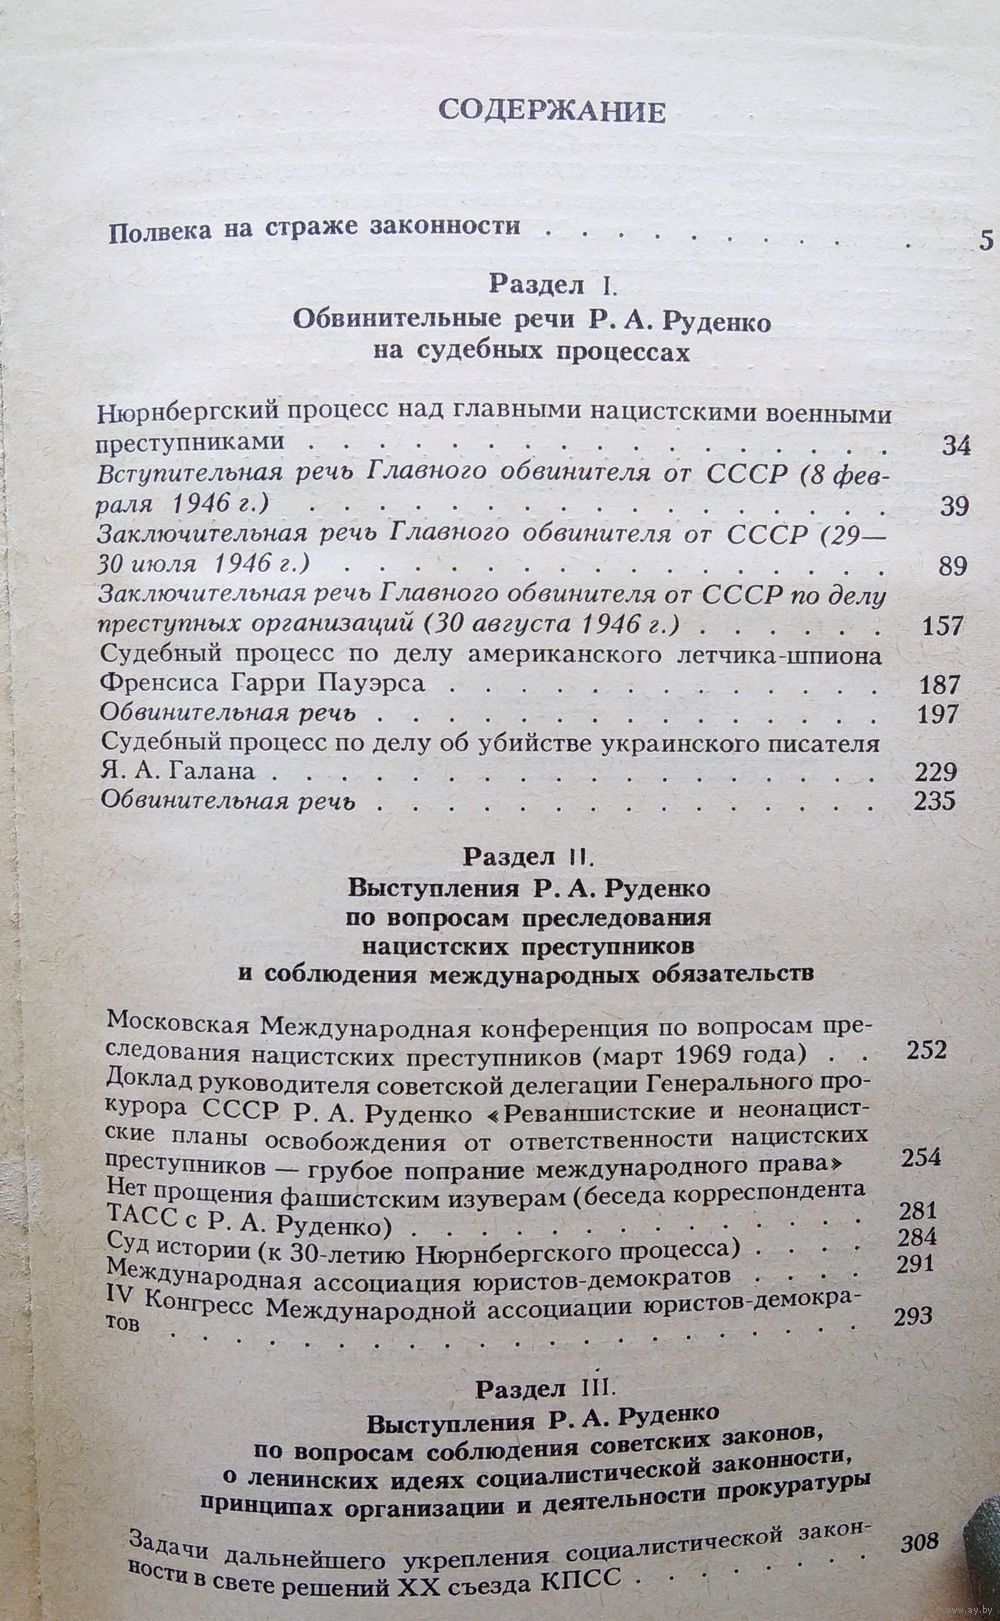 СОДЕРЖАНИЕ
Полвека на страже законности . . . . . . . . . . . 5
Раздел I.
Обвинительные речи Р. А. Руденко
на судебных процессах
Нюрнбергский процесс над главными нацистскими военными
преступниками . . . . . . . . . . . . . . . . 34
Вступительная речь Главного обвинителя от СССР (8 фев-
раля 1946 г.) . . . . . . . . . . . . . . . . 39
Заключительная речь Главного обвинителя от СССР (29—
30 июля 1946 г.) . . . . . . . . . . . . . . . 89
Заключительная речь Главного обвинителя от СССР по делу
преступных организаций (30 августа 1946 г.) . . . . . . 157
Судебный процесс по делу американского летчика-шпиона
Френсиса Гарри Пауэрса . . . . . . . . . . . . 187
Обвинительная речь . . . . . . . . . . . . . . 197
Судебный процесс по делу об убийстве украинского писателя
Я. А. Галана . . . . . . . . . . . . . . . . . 229
Обвинительная речь . . . . . . . . . . . . . . 235
Раздел II.
Выступления Р. А. Руденко
по вопросам преследования
нацистских преступников
и соблюдения международных обязательств
Московская Международная конференция по вопросам пре-
следования нацистских преступников (март 1969 года) . . 252
Доклад руководителя советской делегации Генерального про-
курора СССР Р. А. Руденко «Реваншистские и неонацист-
ские планы освобождения от ответственности нацистских
преступников — грубое попрание международного права» 254
Нет прощения фашистским изуверам (беседа корреспондента
ТАСС с Р. А. Руденко) . . . . . . . . . . . . . 281
Суд истории (к 30-летию Нюрнбергского процесса) . . . . 284
Международная ассоциация юристов-демократов . . . . 291
IV Конгресс Международной ассоциации юристов-демокра-
тов . . . . . . . . . . . . . . . . . . . . . 293
Раздел III.
Выступления Р. А. Руденко
по вопросам соблюдения советских законов,
о ленинских идеях социалистической законности,
принципах организации и деятельности прокуратуры
Задачи дальнейшего укрепления социалистической закон-
ности в свете решений XX съезда КПСС . . . . . . . 308
www.ay.by